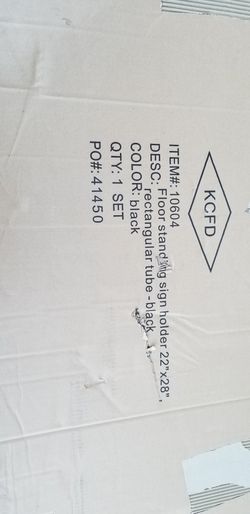 KCFD
ITEM#: 10604
DESC: Floor standing sign holder 22"x28",
rectangular tube - black
COLOR: black
QTY: 1 SET
PO#: 41450